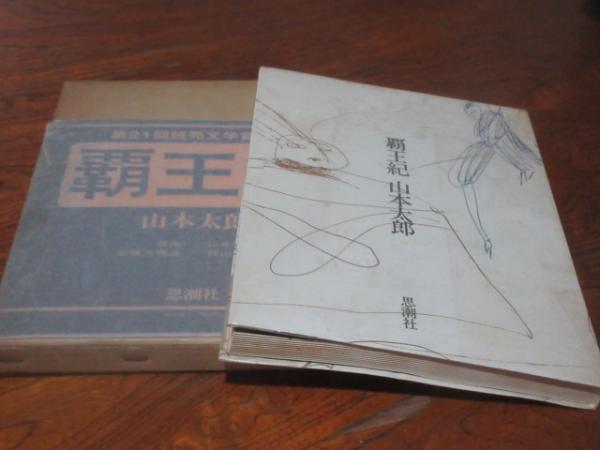 第21回読売文学賞
覇王
山本太郎
思潮社
覇王紀 山本太郎
思潮社